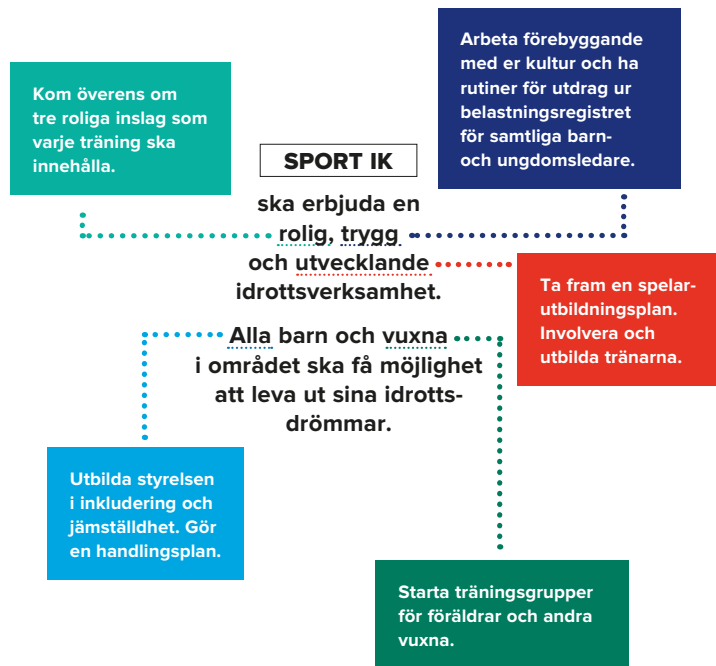 Kom överens om
tre roliga inslag som
varje träning ska
innehålla.
Arbeta förebyggande
med er kultur och ha
rutiner för utdrag ur
belastningsregistret
för samtliga barn-
och ungdomsledare.
SPORT IK
ska erbjuda en
rolig, trygg
och utvecklande
idrottsverksamhet.
Ta fram en spelar-
utbildningsplan.
Involvera och
utbilda tränarna.
Alla barn och vuxna
i området ska få möjlighet
att leva ut sina idrotts-
drömmar.
Utbilda styrelsen
i inkludering och
jämställdhet. Gör
en handlingsplan.
Starta träningsgrupper
för föräldrar och andra
vuxna.